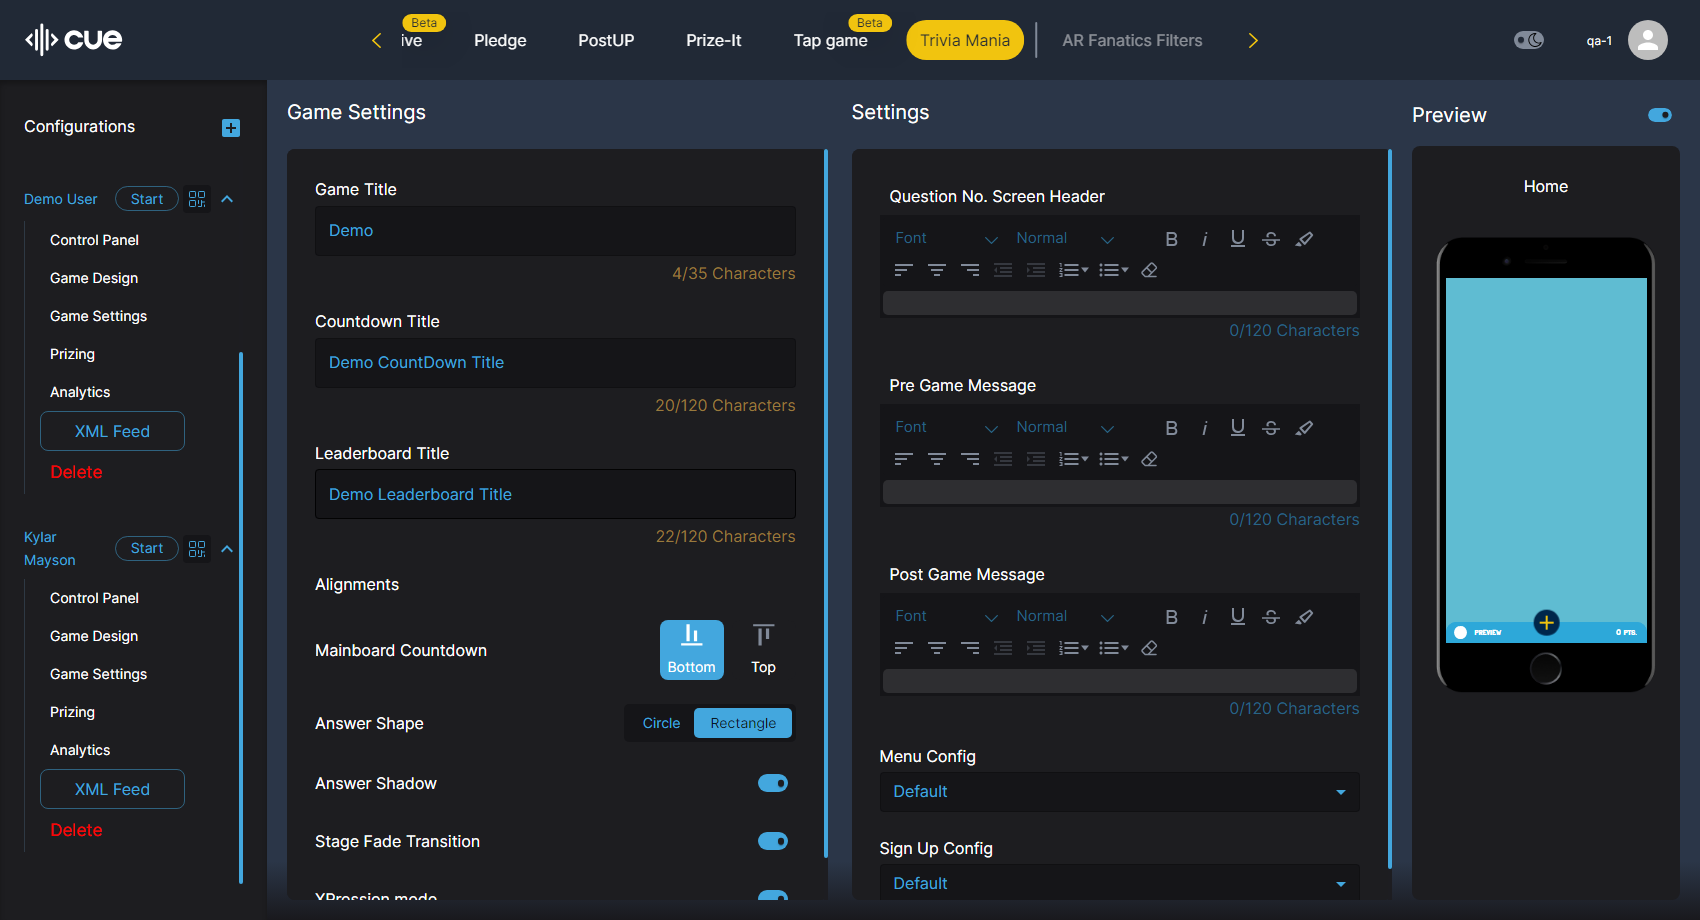 cue
Beta
ive
Pledge
PostUP
Prize-It
Beta
Tap game
Trivia Mania
AR Fanatics Filters
qa-1
Configurations
Demo User
Start
Control Panel
Game Design
Game Settings
Prizing
Analytics
XML Feed
Delete
Kylar
Mayson
Start
Control Panel
Game Design
Game Settings
Prizing
Analytics
XML Feed
Delete
Game Settings
Game Title
Demo
4/35 Characters
Countdown Title
Demo CountDown Title
20/120 Characters
Leaderboard Title
Demo Leaderboard Title
22/120 Characters
Alignments
Mainboard Countdown
Bottom
Top
Answer Shape
Circle
Rectangle
Answer Shadow
Stage Fade Transition
XPression mode
Settings
Question No. Screen Header
Font
Normal
0/120 Characters
Pre Game Message
Font
Normal
0/120 Characters
Post Game Message
Font
Normal
0/120 Characters
Menu Config
Default
Sign Up Config
Default
Preview
Home
PREVIEW
0 PTS.